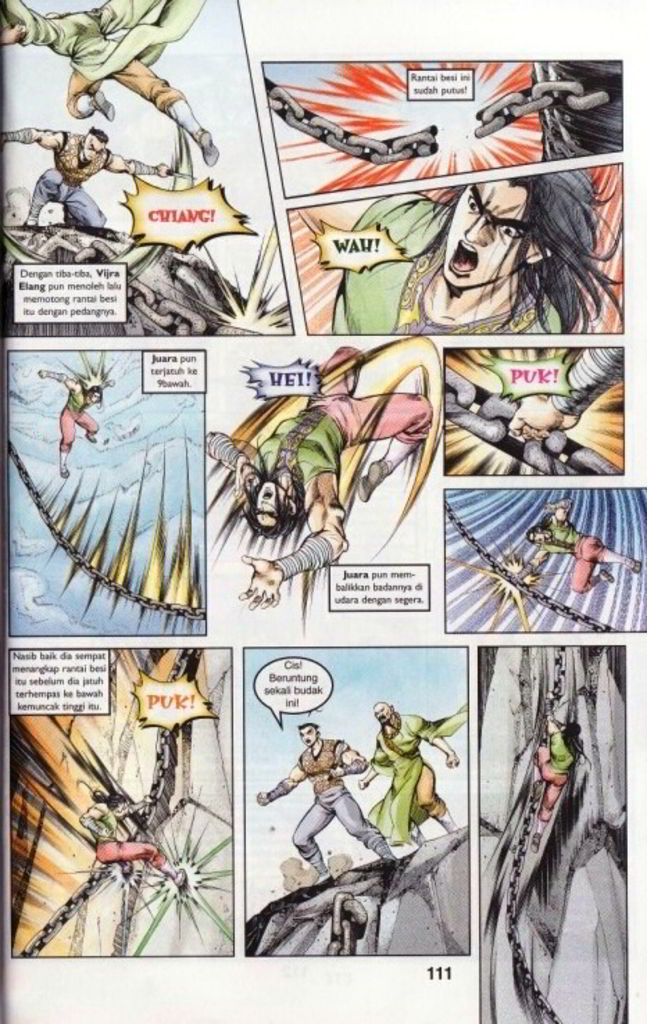 CHIANG!
Dengan tiba-tiba, Vijra
Elang pun menoleh lalu
memotong rantai besi
itu dengan pedangnya.
Rantai besi ini
sudah putus!
WAH!
Juara pun
terjatuh ke
9bawah.
HEI!
Juara pun mem-
balikkan badannya di
udara dengan segera.
PUK!
Nasib baik dia sempat
menangkap rantai besi
itu sebelum dia jatuh
terhempas ke bawah
kemuncak tinggi itu.
PUK!
Cis!
Beruntung
sekali budak
ini!
111